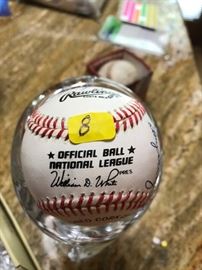 Rawlings
8
★ OFFICIAL BALL ★
NATIONAL LEAGUE
William D. White PRES